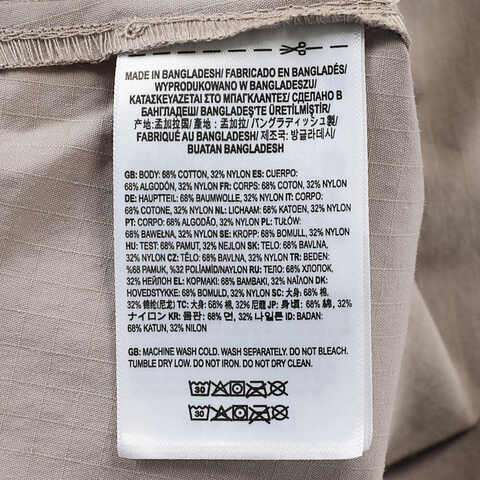 MADE IN BANGLADESH/ FABRICADO EN BANGLADÉS/
WYPRODUKOWANO W BANGLADESZU/
ΚΑΤΑΣΚΕΥΑΖΕΤΑΙ ΣΤΟ ΜΠΑΓΚΛΑΝΤΕΣ/ СДЕЛАНО В
БАНГЛАДЕШ/ BANGLADEŞ'TE ÜRETİLMİŞTİR/
产地:孟加拉国/ 產地:孟加拉/ バングラディッシュ製/
FABRIQUÉ AU BANGLADESH/ 제조국: 방글라데시/
BUATAN BANGLADESH
GB: BODY: 68% COTTON, 32% NYLON ES: CUERPO:
68% ALGODÓN, 32% NYLON FR: CORPS: 68% COTON, 32% NYLON
DE: HAUPTTEIL: 68% BAUMWOLLE, 32% NYLON IT: CORPO: 68%
COTONE, 32% NYLON NL: LICHAAM: 68% KATOEN, 32% NYLON
PT: CORPO: 68% ALGODÃO, 32% NYLON PL: TUŁÓW:
68% BAWEŁNA, 32% NYLON SE: KROPP: 68% BOMULL, 32% NYLON
HU: TEST: 68% PAMUT, 32% NEJLON SK: TELO: 68% BAVLNA,
32% NYLON CZ: TĚLO: 68% BAVLNA, 32% NYLON TR: BEDEN:
%68 PAMUK, %32 POLİAMİD/NAYLON RU: ТЕЛО: 68% ХЛОПОК,
32% НЕЙЛОН EL: ΚΟΡΜΑΚΙ: 68% ΒΑΜΒΑΚΙ, 32% ΝΑΪΛΟΝ DK:
HOVEDSTYKKE: 68% BOMULD, 32% NYLON SC: 大身: 68% 棉,
32% 锦纶(尼龙) TC: 大身: 68% 棉, 32% 尼龍 JP: 身頃: 68% 綿, 32%
ナイロン KR: 몸판: 68% 면, 32% 나일론 ID: BADAN:
68% KATUN, 32% NILON
GB: MACHINE WASH COLD. WASH SEPARATELY. DO NOT BLEACH.
TUMBLE DRY LOW. DO NOT IRON. DO NOT DRY CLEAN.
30
30